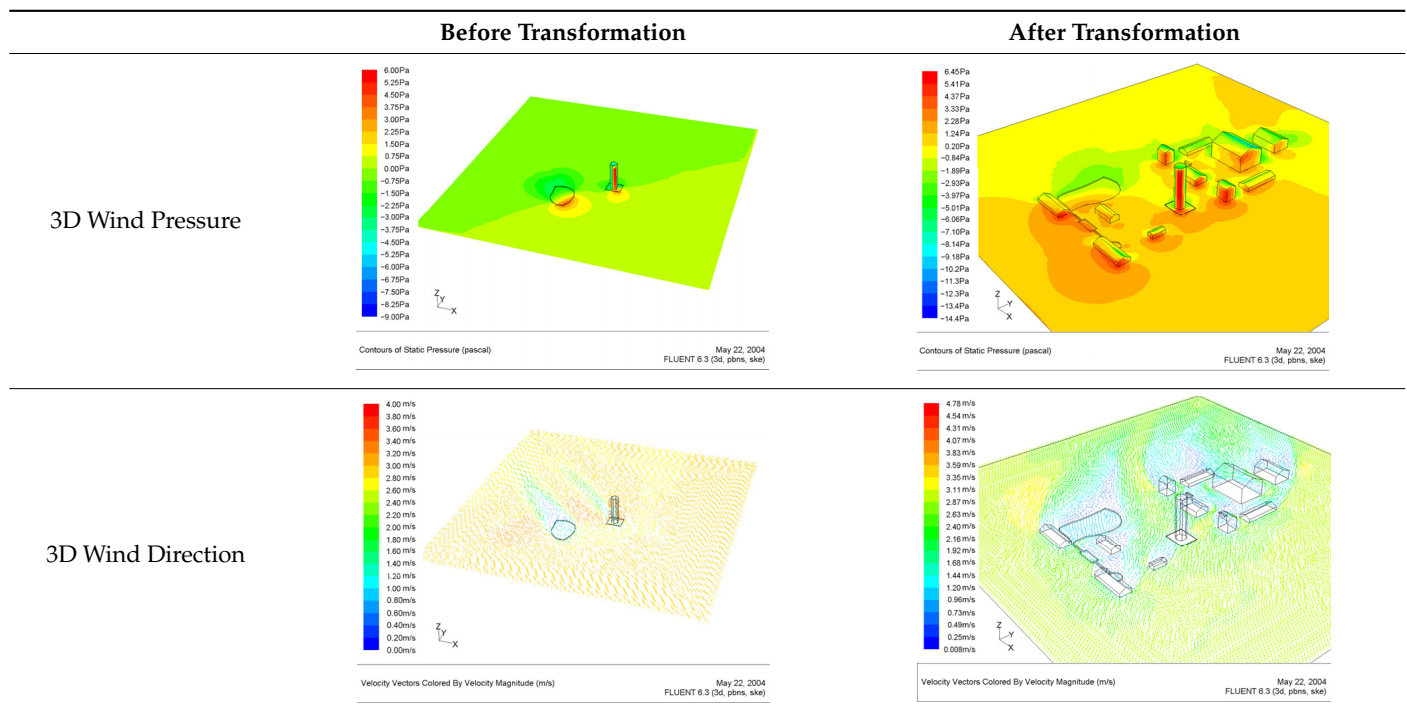 Before Transformation
After Transformation
3D Wind Pressure
6.00Pa
5.25Pa
4.50Pa
3.75Pa
3.00Pa
2.25Pa
1.50Pa
0.75Pa
0.00Pa
−0.75Pa
−1.50Pa
−2.25Pa
−3.00Pa
−3.75Pa
−4.50Pa
−5.25Pa
−6.00Pa
−6.75Pa
−7.50Pa
−8.25Pa
−9.00Pa
Z
Y
X
Contours of Static Pressure (pascal)
May 22, 2004
FLUENT 6.3 (3d, pbns, ske)
6.45Pa
5.41Pa
4.37Pa
3.33Pa
2.28Pa
1.24Pa
0.20Pa
−0.84Pa
−1.89Pa
−2.93Pa
−3.97Pa
−5.01Pa
−6.06Pa
−7.10Pa
−8.14Pa
−9.18Pa
−10.2Pa
−11.3Pa
−12.3Pa
−13.4Pa
−14.4Pa
Z
Y
X
Contours of Static Pressure (pascal)
May 22, 2004
FLUENT 6.3 (3d, pbns, ske)
3D Wind Direction
4.00 m/s
3.80 m/s
3.60 m/s
3.40 m/s
3.20 m/s
3.00 m/s
2.80 m/s
2.60 m/s
2.40 m/s
2.20 m/s
2.00 m/s
1.80 m/s
1.60 m/s
1.40 m/s
1.20 m/s
1.00 m/s
0.80m/s
0.60m/s
0.40m/s
0.20m/s
0.00m/s
Z
Y
X
Velocity Vectors Colored By Velocity Magnitude (m/s)
May 22, 2004
FLUENT 6.3 (3d, pbns, ske)
4.78 m/s
4.54 m/s
4.31 m/s
4.07 m/s
3.83 m/s
3.59 m/s
3.35 m/s
3.11 m/s
2.87 m/s
2.63 m/s
2.40 m/s
2.16 m/s
1.92 m/s
1.68 m/s
1.44 m/s
1.20 m/s
0.96m/s
0.73m/s
0.49m/s
0.25m/s
0.008m/s
Z
Y
X
Velocity Vectors Colored By Velocity Magnitude (m/s)
May 22, 2004
FLUENT 6.3 (3d, pbns, ske)